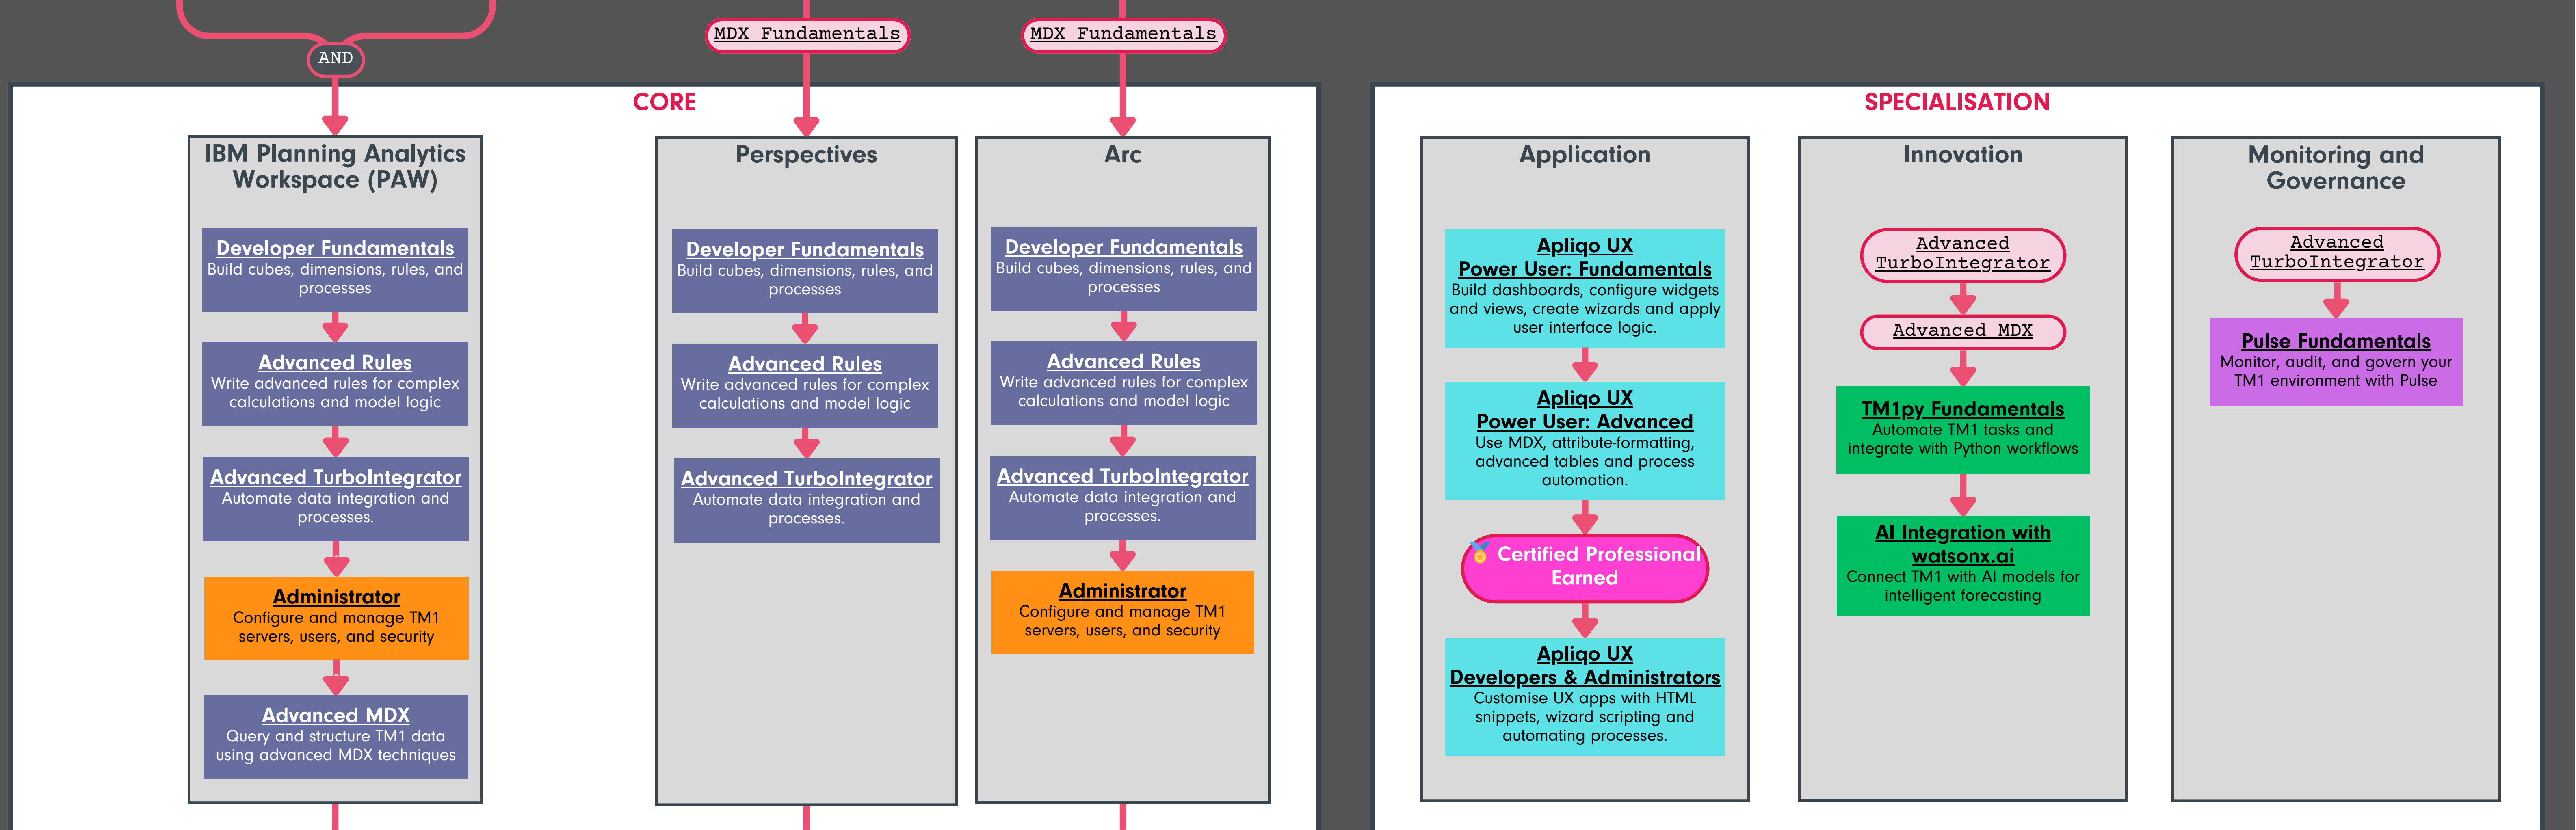 MDX Fundamentals
MDX Fundamentals
AND
CORE
IBM Planning Analytics
Workspace (PAW)
Developer Fundamentals
Build cubes, dimensions, rules, and
processes
Advanced Rules
Write advanced rules for complex
calculations and model logic
Advanced TurboIntegrator
Automate data integration and
processes.
Administrator
Configure and manage TM1
servers, users, and security
Advanced MDX
Query and structure TM1 data
using advanced MDX techniques
Perspectives
Developer Fundamentals
Build cubes, dimensions, rules, and
processes
Advanced Rules
Write advanced rules for complex
calculations and model logic
Advanced TurboIntegrator
Automate data integration and
processes.
Arc
Developer Fundamentals
Build cubes, dimensions, rules, and
processes
Advanced Rules
Write advanced rules for complex
calculations and model logic
Advanced TurboIntegrator
Automate data integration and
processes.
Administrator
Configure and manage TM1
servers, users, and security
SPECIALISATION
Application
Apliqo UX
Power User: Fundamentals
Build dashboards, configure widgets
and views, create wizards and apply
user interface logic.
Apliqo UX
Power User: Advanced
Use MDX, attribute-formatting,
advanced tables and process
automation.
Certified Professional
Earned
Apliqo UX
Developers & Administrators
Customise UX apps with HTML
snippets, wizard scripting and
automating processes.
Innovation
Advanced
TurboIntegrator
Advanced MDX
TM1py Fundamentals
Automate TM1 tasks and
integrate with Python workflows
AI Integration with
watsonx.ai
Connect TM1 with AI models for
intelligent forecasting
Monitoring and
Governance
Advanced
TurboIntegrator
Pulse Fundamentals
Monitor, audit, and govern your
TM1 environment with Pulse